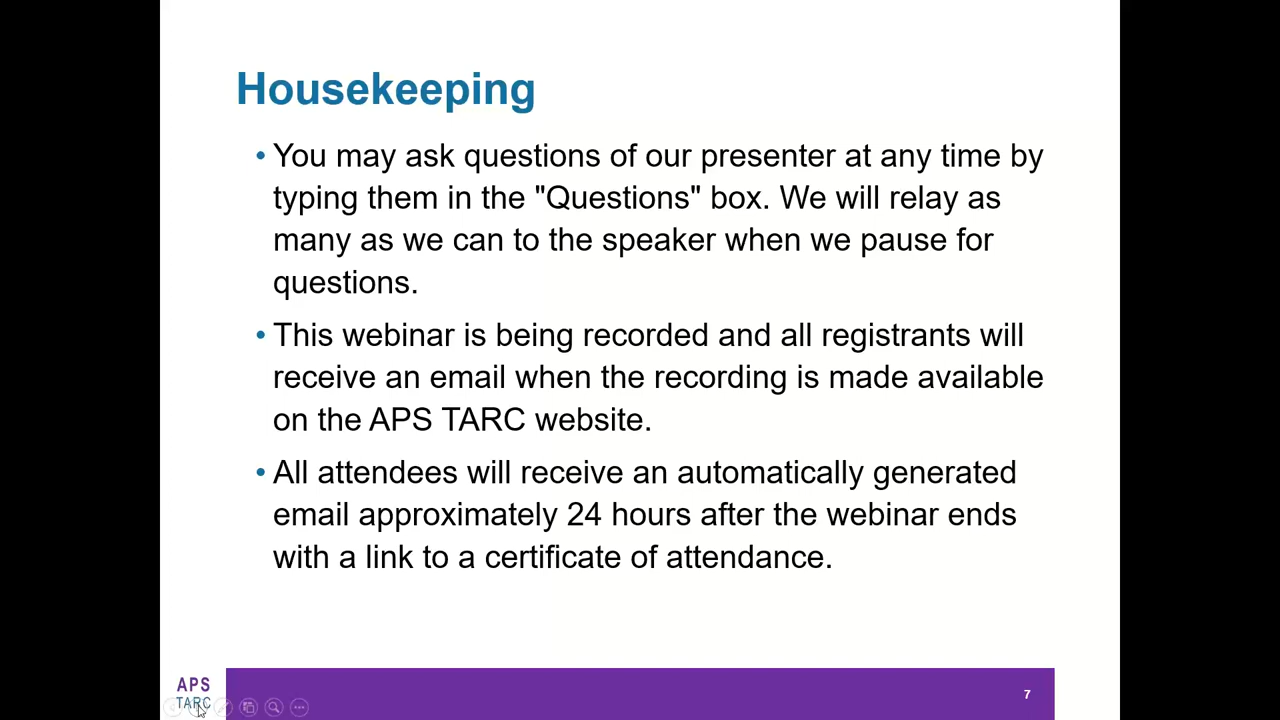 Housekeeping
• You may ask questions of our presenter at any time by
typing them in the "Questions" box. We will relay as
many as we can to the speaker when we pause for
questions.
• This webinar is being recorded and all registrants will
receive an email when the recording is made available
on the APS TARC website.
• All attendees will receive an automatically generated
email approximately 24 hours after the webinar ends
with a link to a certificate of attendance.
APS
TARC
7